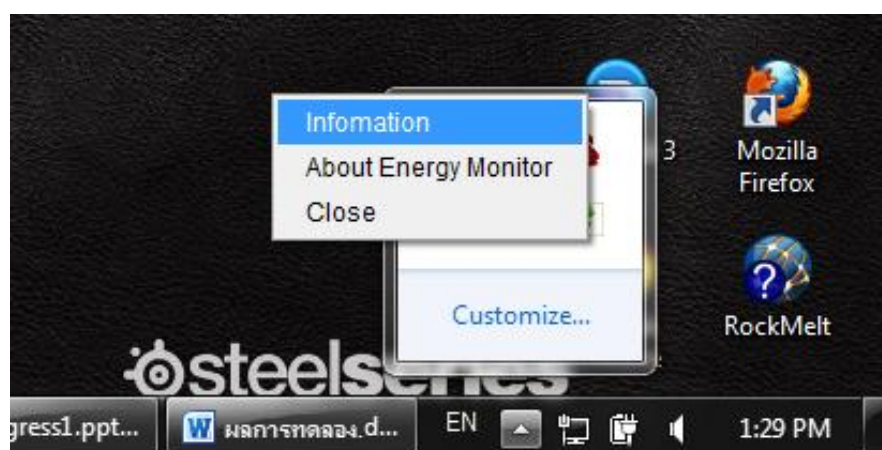 Infomation
About Energy Monitor
Close
3
Mozilla
Firefox
Customize...
RockMelt
steelseries
gress1.ppt...
W ผลการทดลอง.d...
EN
1:29 PM